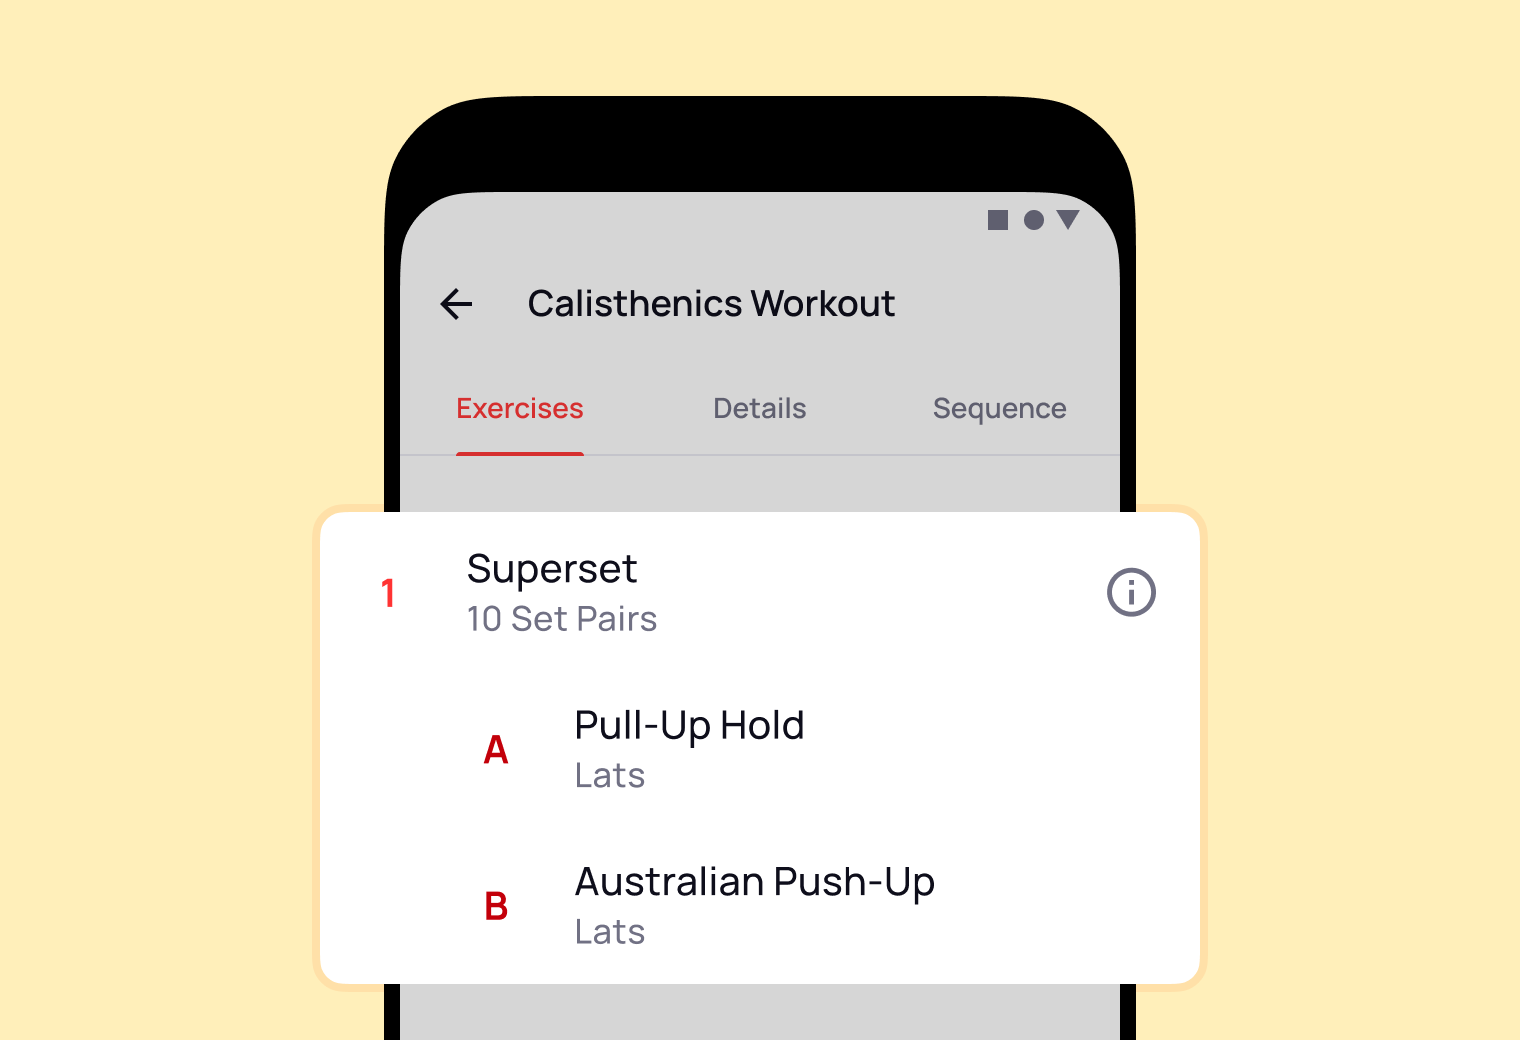 Calisthenics Workout
Exercises Details Sequence
1 Superset
10 Set Pairs
A Pull-Up Hold
Lats
B Australian Push-Up
Lats